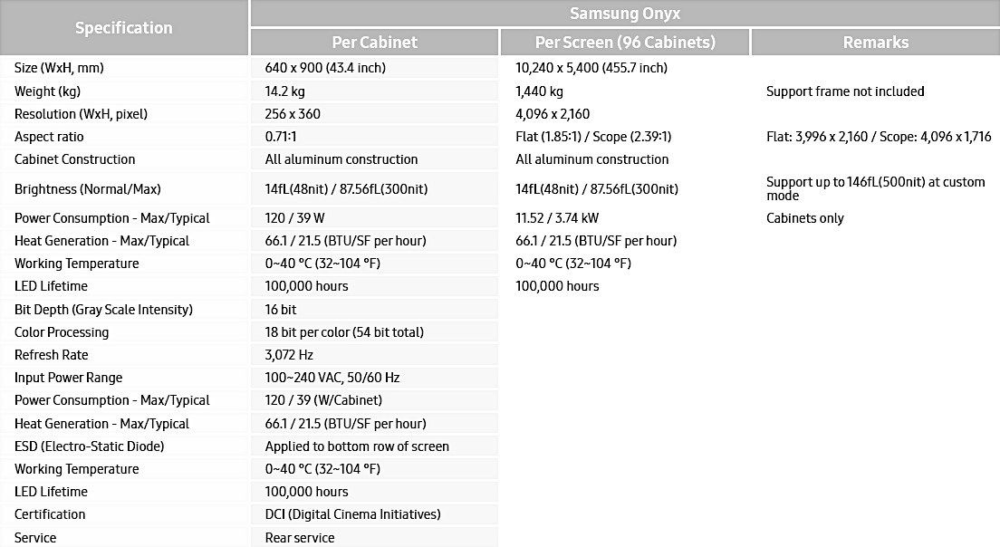 Specification
Samsung Onyx
Per Cabinet Per Screen (96 Cabinets) Remarks
Size (WxH, mm) 640 x 900 (43.4 inch) 10,240 x 5,400 (455.7 inch)
Weight (kg) 14.2 kg 1,440 kg Support frame not included
Resolution (WxH, pixel) 256 x 360 4,096 x 2,160
Aspect ratio 0.71:1 Flat (1.85:1) / Scope (2.39:1) Flat: 3,996 x 2,160 / Scope: 4,096 x 1,716
Cabinet Construction All aluminum construction All aluminum construction
Brightness (Normal/Max) 14fL(48nit) / 87.56fL(300nit) 14fL(48nit) / 87.56fL(300nit) Support up to 146fL(500nit) at custom
mode
Power Consumption - Max/Typical 120 / 39 W 11.52 / 3.74 kW Cabinets only
Heat Generation - Max/Typical 66.1 / 21.5 (BTU/SF per hour) 66.1 / 21.5 (BTU/SF per hour)
Working Temperature 0~40 °C (32~104 °F) 0~40 °C (32~104 °F)
LED Lifetime 100,000 hours 100,000 hours
Bit Depth (Gray Scale Intensity) 16 bit
Color Processing 18 bit per color (54 bit total)
Refresh Rate 3,072 Hz
Input Power Range 100~240 VAC, 50/60 Hz
Power Consumption - Max/Typical 120 / 39 (W/Cabinet)
Heat Generation - Max/Typical 66.1 / 21.5 (BTU/SF per hour)
ESD (Electro-Static Diode) Applied to bottom row of screen
Working Temperature 0~40 °C (32~104 °F)
LED Lifetime 100,000 hours
Certification DCI (Digital Cinema Initiatives)
Service Rear service